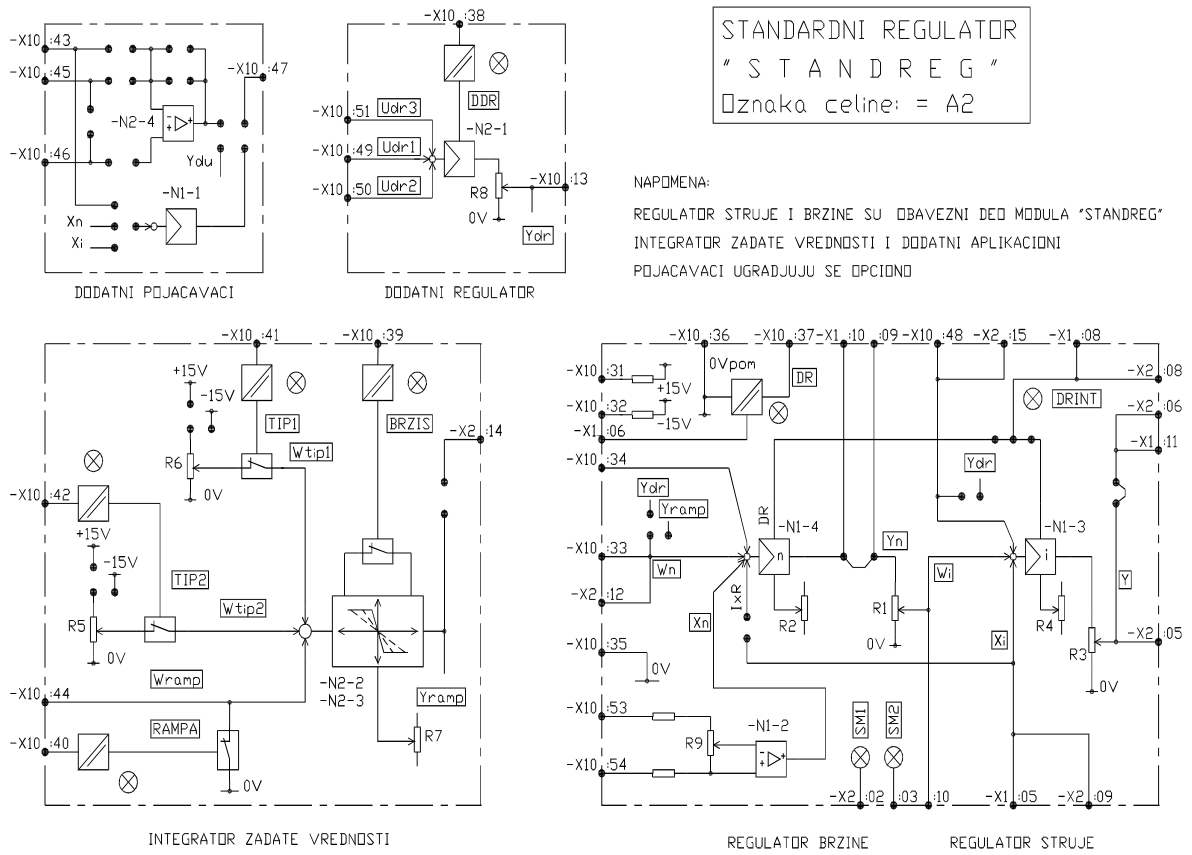 -X10 :43
-X10 :45
-X10 :46
-X10 :47
-N2-4
Ydu
-N1-1
Xn
Xi
DODATNI POJACAVACI
-X10 :38
DDR
-X10 :51
Udr3
-X10 :49
Udr1
-X10 :50
Udr2
-N2-1
R8
0V
-X10 :13
Ydr
DODATNI REGULATOR
STANDARDNI REGULATOR
"STANDREG"
Oznaka celine: = A2
NAPOMENA:
REGULATOR STRUJE I BRZINE SU OBAVEZNI DEO MODULA "STANDREG"
INTEGRATOR ZADATE VREDNOSTI I DODATNI APLIKACIONI
POJACAVACI UGRADJUJU SE OPCIONO
-X10 :41
-X10 :39
+15V
-15V
TIP1
BRZIS
-X2 :14
R6
Wtip1
0V
-X10 :42
+15V
-15V
TIP2
Wtip2
R5
0V
Wramp
-X10 :44
-N2-2
-N2-3
Yramp
RAMPA
-X10 :40
R7
0V
INTEGRATOR ZADATE VREDNOSTI
-X10 :36
-X10 :37
-X1 :10
:09
-X10 :48
-X2 :15
-X1 :08
-X10 :31
+15V
0Vpom
DR
-X2 :08
-X10 :32
-15V
DRINT
-X2 :06
-X1 :06
-X1 :11
-X10 :34
Ydr
Ydr
Yramp
DR
-N1-4
-N1-3
-X10 :33
Wn
n
Yn
Wi
i
Y
-X2 :12
IxR
Xn
R2
R1
0V
Xi
R4
-X10 :35
0V
R3
-X2 :05
0V
-X10 :53
R9
-N1-2
SM1
SM2
-X10 :54
-X2 :02
:03
:10
-X1 :05
-X2 :09
REGULATOR BRZINE
REGULATOR STRUJE